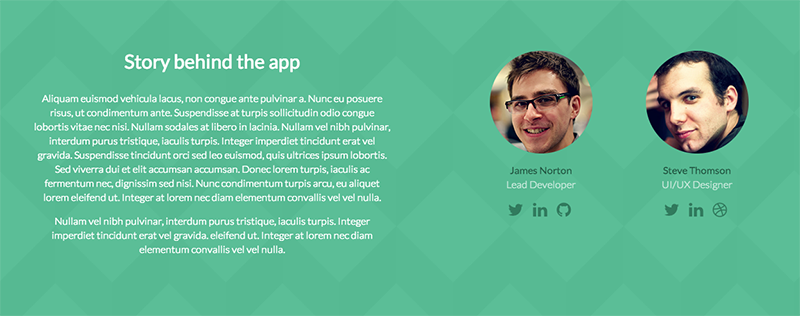 Story behind the app
Aliquam euismod vehicula lacus, non congue ante pulvinar a. Nunc eu posuere
risus, ut condimentum ante. Suspendisse at turpis sollicitudin odio congue
lobortis vitae nec nisi. Nullam sodales at libero in lacinia. Nullam vel nibh pulvinar,
interdum purus tristique, iaculis turpis. Integer imperdiet tincidunt erat vel
gravida. Suspendisse tincidunt orci sed leo euismod, quis ultrices ipsum lobortis.
Sed viverra dui et elit accumsan accumsan. Donec lorem turpis, iaculis ac
fermentum nec, dignissim sed nisi. Nunc condimentum turpis arcu, eu aliquet
lorem eleifend ut. Integer at lorem nec diam elementum convallis vel vel nulla.
Nullam vel nibh pulvinar, interdum purus tristique, iaculis turpis. Integer
imperdiet tincidunt erat vel gravida. eleifend ut. Integer at lorem nec diam
elementum convallis vel vel nulla.
James Norton
Lead Developer
Steve Thomson
UI/UX Designer